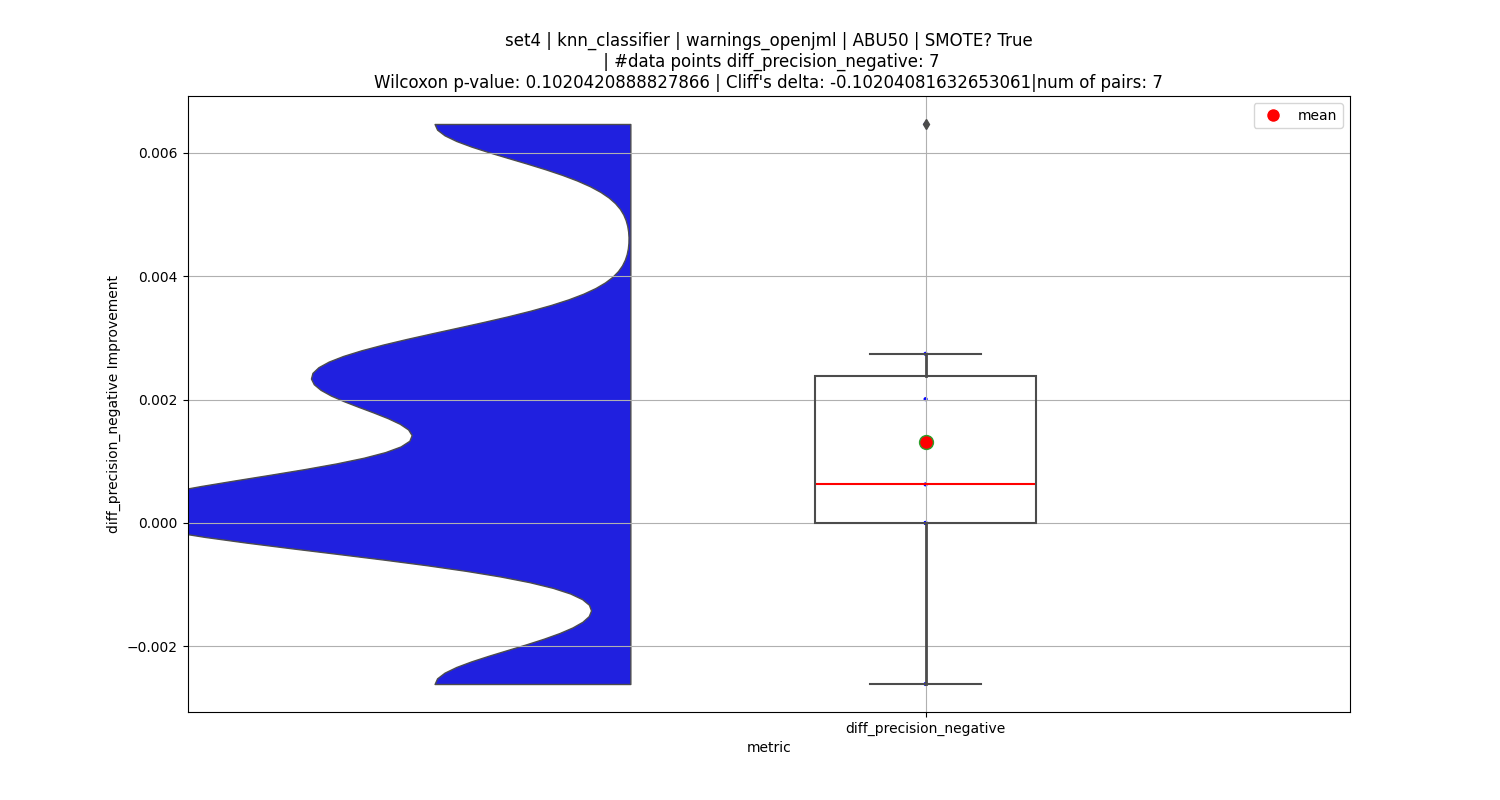 set4 | knn_classifier | warnings_openjml | ABU50 | SMOTE? True
| #data points diff_precision_negative: 7
Wilcoxon p-value: 0.1020420888827866 | Cliff's delta: -0.10204081632653061|num of pairs: 7
mean
0.006
0.004
0.002
0.000
−0.002
diff_precision_negative Improvement
diff_precision_negative
metric